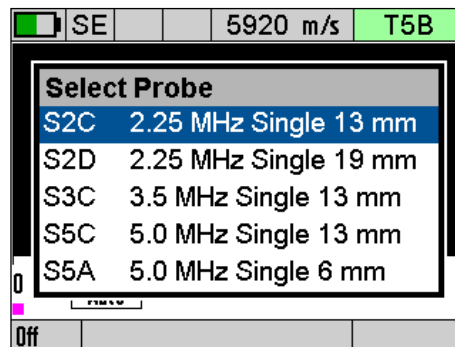 SE 5920 m/s T5B
Select Probe
S2C 2.25 MHz Single 13 mm
S2D 2.25 MHz Single 19 mm
S3C 3.5 MHz Single 13 mm
S5C 5.0 MHz Single 13 mm
S5A 5.0 MHz Single 6 mm
0
Off